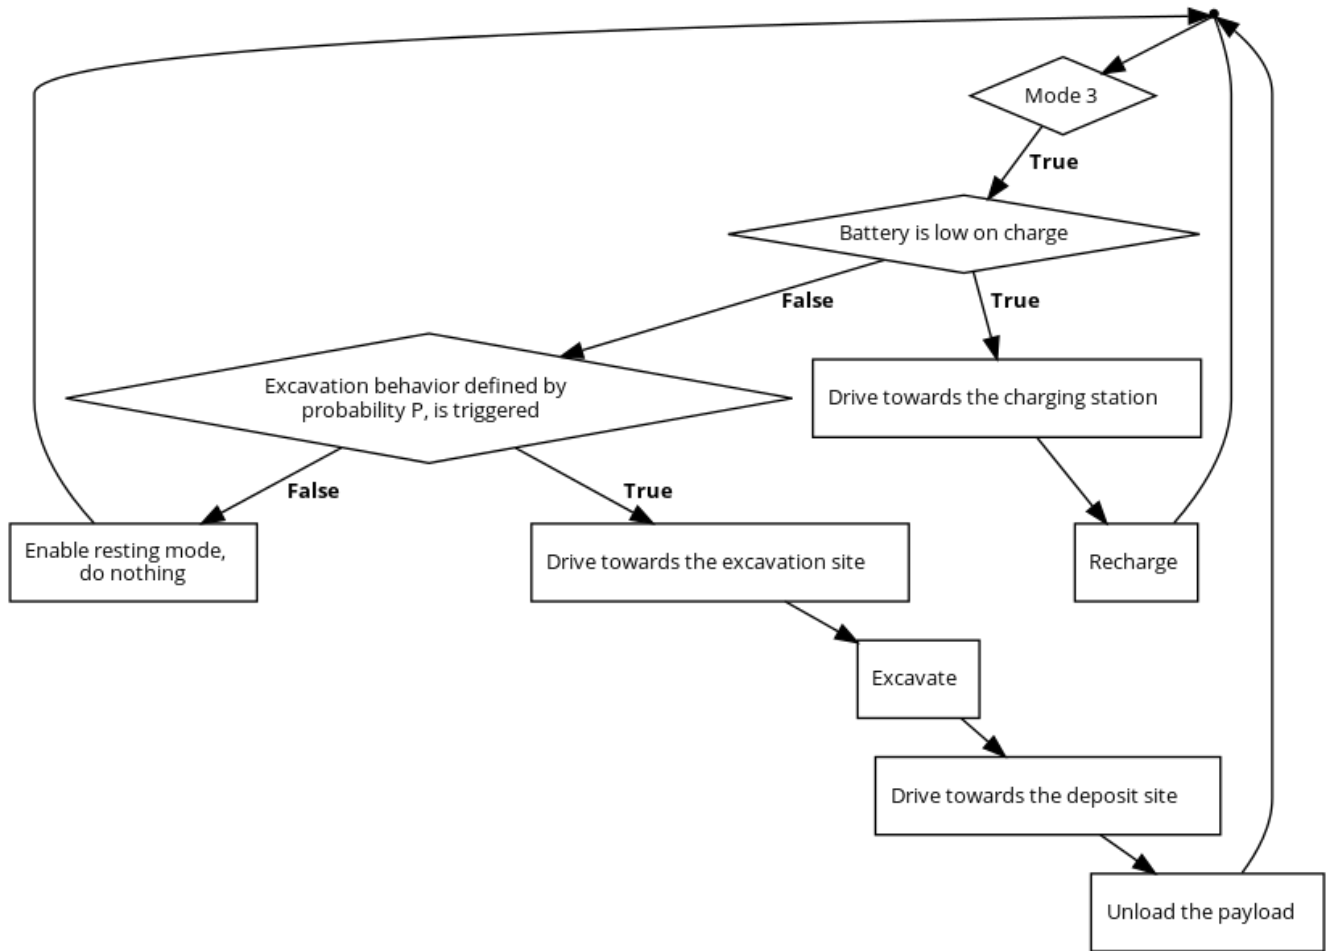 Mode 3
True
Battery is low on charge
False
True
Excavation behavior defined by
probability P, is triggered
Drive towards the charging station
False
True
Enable resting mode,
do nothing
Drive towards the excavation site
Recharge
Excavate
Drive towards the deposit site
Unload the payload